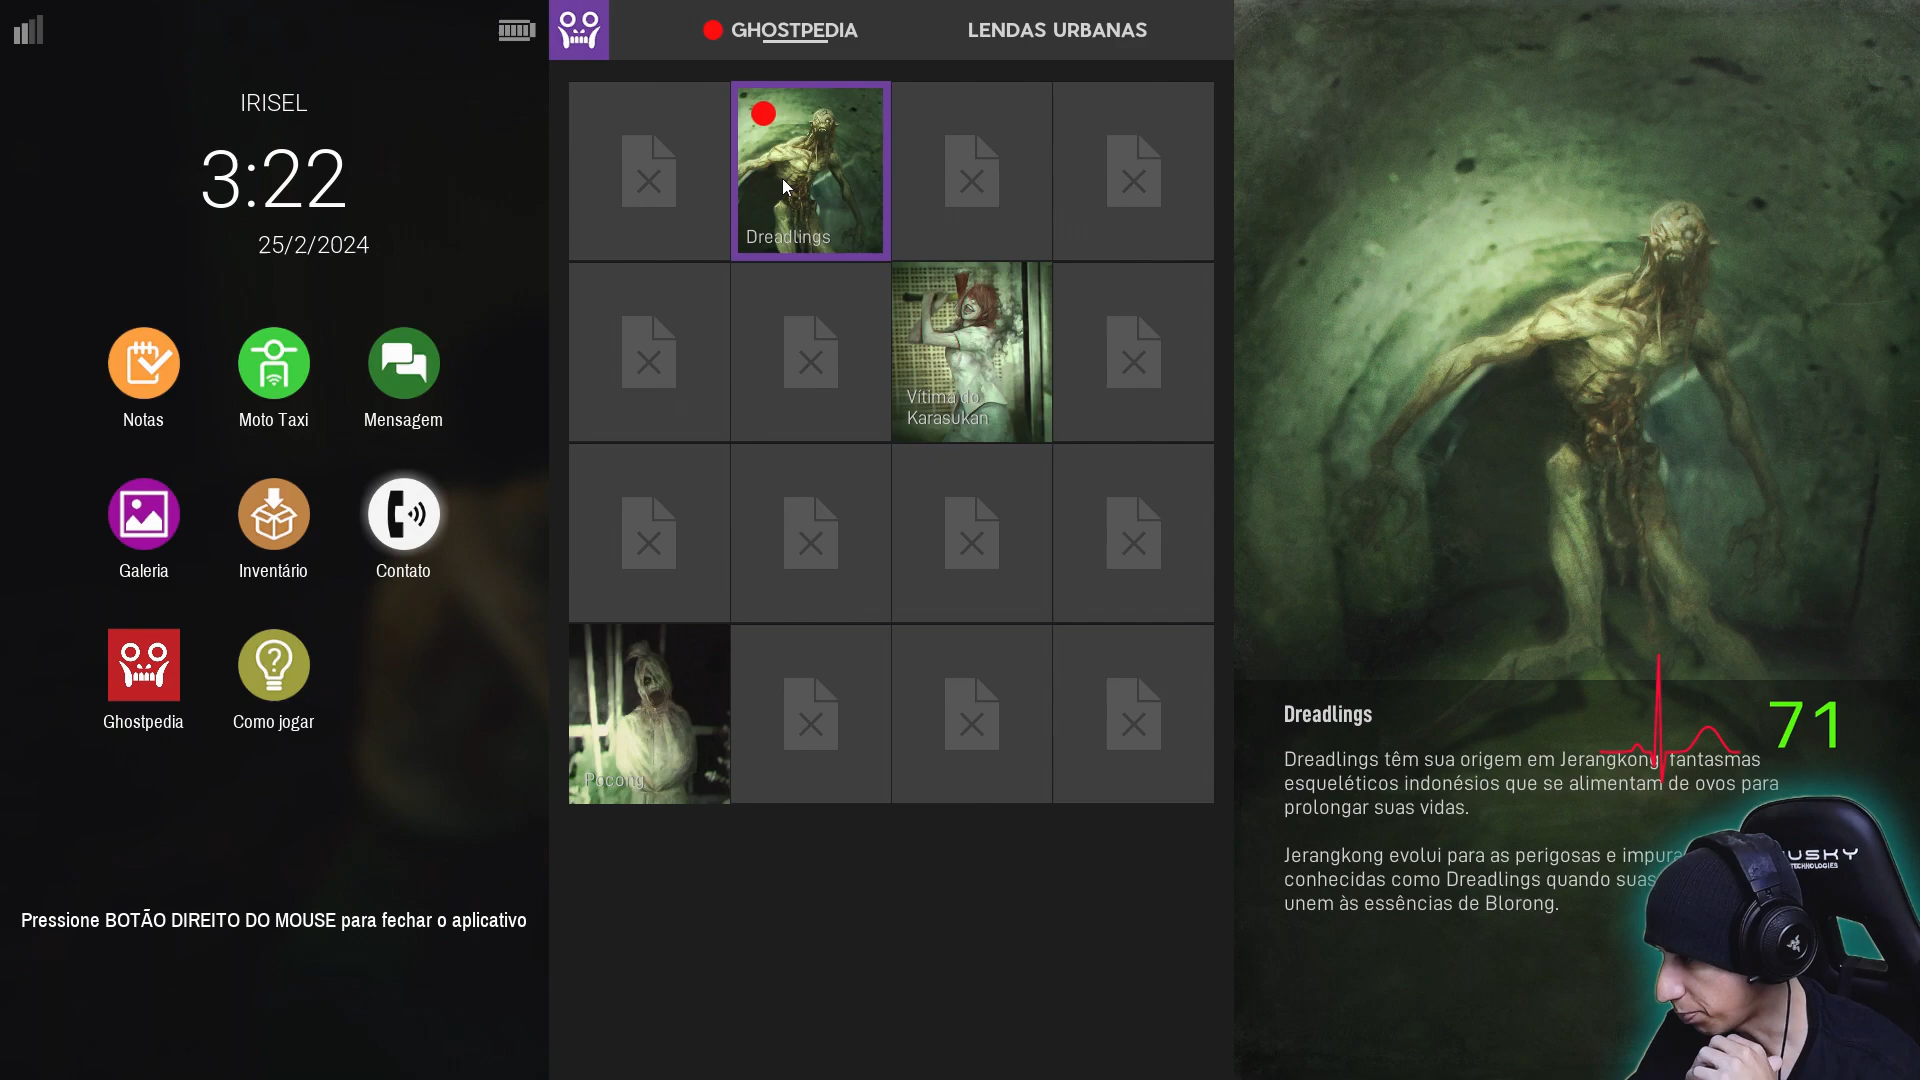 IRISEL
3:22
25/2/2024
Notas
Moto Taxi
Mensagem
Galeria
Inventário
Contato
Ghostpedia
Como jogar
Pressione BOTÃO DIREITO DO MOUSE para fechar o aplicativo
GHOSTPEDIA
LENDAS URBANAS
Dreadlings
Vítima do
Karasukan
Pocong
Dreadlings
71
Dreadlings têm sua origem em Jerangkong, fantasmas
esqueléticos indonésios que se alimentam de ovos para
prolongar suas vidas.
Jerangkong evolui para as perigosas e
conhecidas como Dreadlings quando suas
unem às essências de Blorong.
TECHNOLOGIES